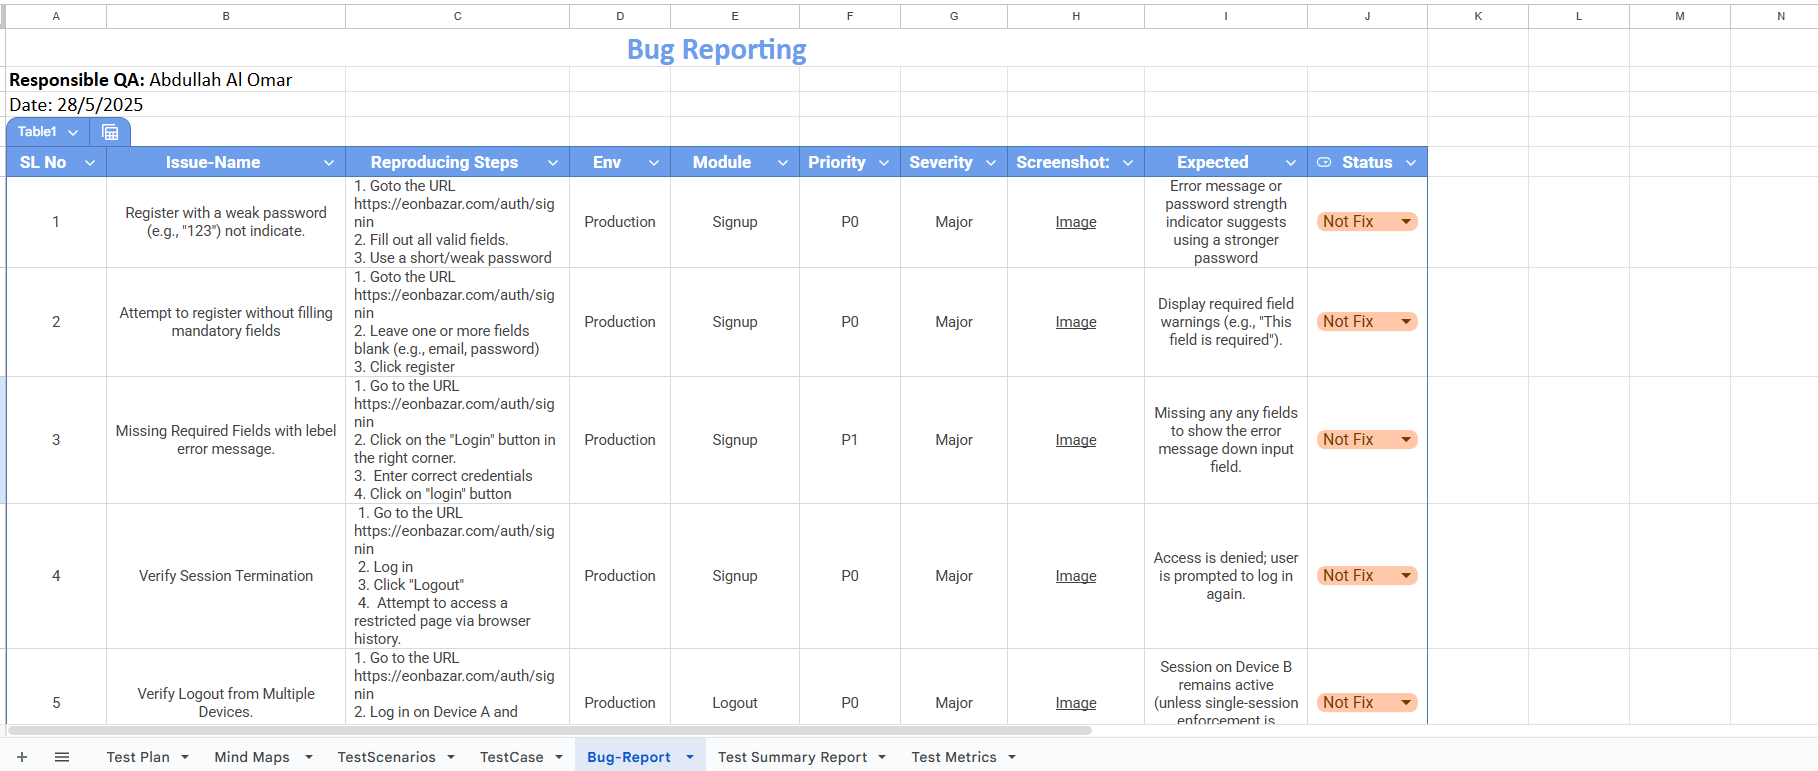 A B C D E F G H I J K L M N
Bug Reporting
Responsible QA: Abdullah Al Omar
Date: 28/5/2025
Table1
SL No Issue-Name Reproducing Steps Env Module Priority Severity Screenshot: Expected Status
1
Register with a weak password
(e.g., "123") not indicate.
1. Goto the URL
https://eonbazar.com/auth/sig
nin
2. Fill out all valid fields.
3. Use a short/weak password
Production
Signup
P0
Major
Image
Error message or
password strength
indicator suggests
using a stronger
password
Not Fix
2
Attempt to register without filling
mandatory fields
1. Goto the URL
https://eonbazar.com/auth/sig
nin
2. Leave one or more fields
blank (e.g., email, password)
3. Click register
Production
Signup
P0
Major
Image
Display required field
warnings (e.g., "This
field is required").
Not Fix
3
Missing Required Fields with lebel
error message.
1. Go to the URL
https://eonbazar.com/auth/sig
nin
2. Click on the "Login" button in
the right corner.
3. Enter correct credentials
4. Click on "login" button
Production
Signup
P1
Major
Image
Missing any any fields
to show the error
message down input
field.
Not Fix
4
Verify Session Termination
1. Go to the URL
https://eonbazar.com/auth/sig
nin
2. Log in
3. Click "Logout"
4. Attempt to access a
restricted page via browser
history.
Production
Signup
P0
Major
Image
Access is denied; user
is prompted to log in
again.
Not Fix
5
Verify Logout from Multiple
Devices.
1. Go to the URL
https://eonbazar.com/auth/sig
nin
2. Log in on Device A and
Production
Logout
P0
Major
Image
Session on Device B
remains active
(unless single-session
enforcement is
Not Fix
Test Plan Mind Maps TestScenarios TestCase Bug-Report Test Summary Report Test Metrics